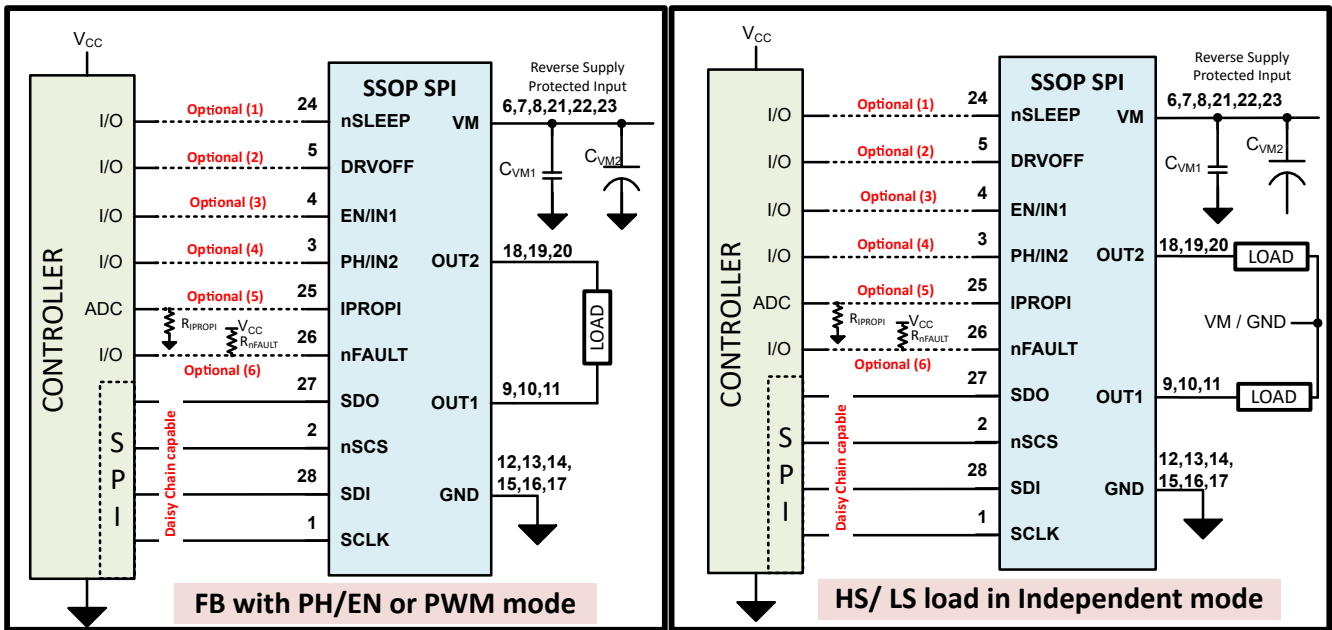 VCC
CONTROLLER
I/O
I/O
I/O
I/O
ADC
I/O
SPI
Optional (1)
Optional (2)
Optional (3)
Optional (4)
Optional (5)
RIPROPI
VCC
RnFAULT
Optional (6)
Daisy Chain capable
24
5
4
3
25
26
27
2
28
1
SSOP SPI
nSLEEP
DRVOFF
EN/IN1
PH/IN2
IPROPI
nFAULT
SDO
nSCS
SDI
SCLK
VM
OUT2
OUT1
GND
Reverse Supply
Protected Input
6,7,8,21,22,23
CVM1
CVM2
18,19,20
LOAD
9,10,11
12,13,14,
15,16,17
FB with PH/EN or PWM mode
VCC
CONTROLLER
I/O
I/O
I/O
I/O
ADC
I/O
SPI
Optional (1)
Optional (2)
Optional (3)
Optional (4)
Optional (5)
RIPROPI
VCC
RnFAULT
Optional (6)
Daisy Chain capable
24
5
4
3
25
26
27
2
28
1
SSOP SPI
nSLEEP
DRVOFF
EN/IN1
PH/IN2
IPROPI
nFAULT
SDO
nSCS
SDI
SCLK
VM
OUT2
OUT1
GND
Reverse Supply
Protected Input
6,7,8,21,22,23
CVM1
CVM2
18,19,20
LOAD
VM / GND
9,10,11
LOAD
12,13,14,
15,16,17
HS/ LS load in Independent mode